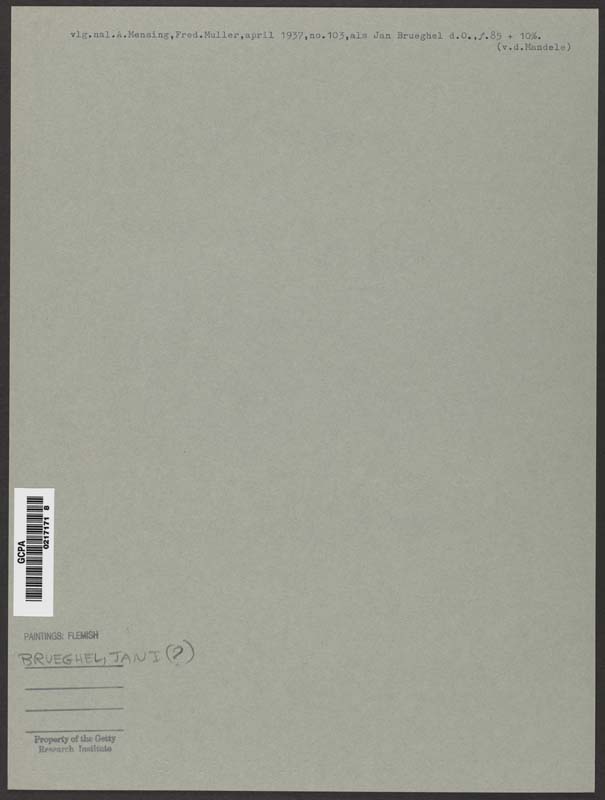 vlg.nal.A.Mensing,Fred.Muller,april 1937,no.103,als Jan Brueghel d.O.,f.85 + 10%.
(v.d.Mandele)
GCPA
0217171 8
PAINTINGS: FLEMISH
BRUEGHEL, JAN I (?)
Property of the Getty
Research Institute